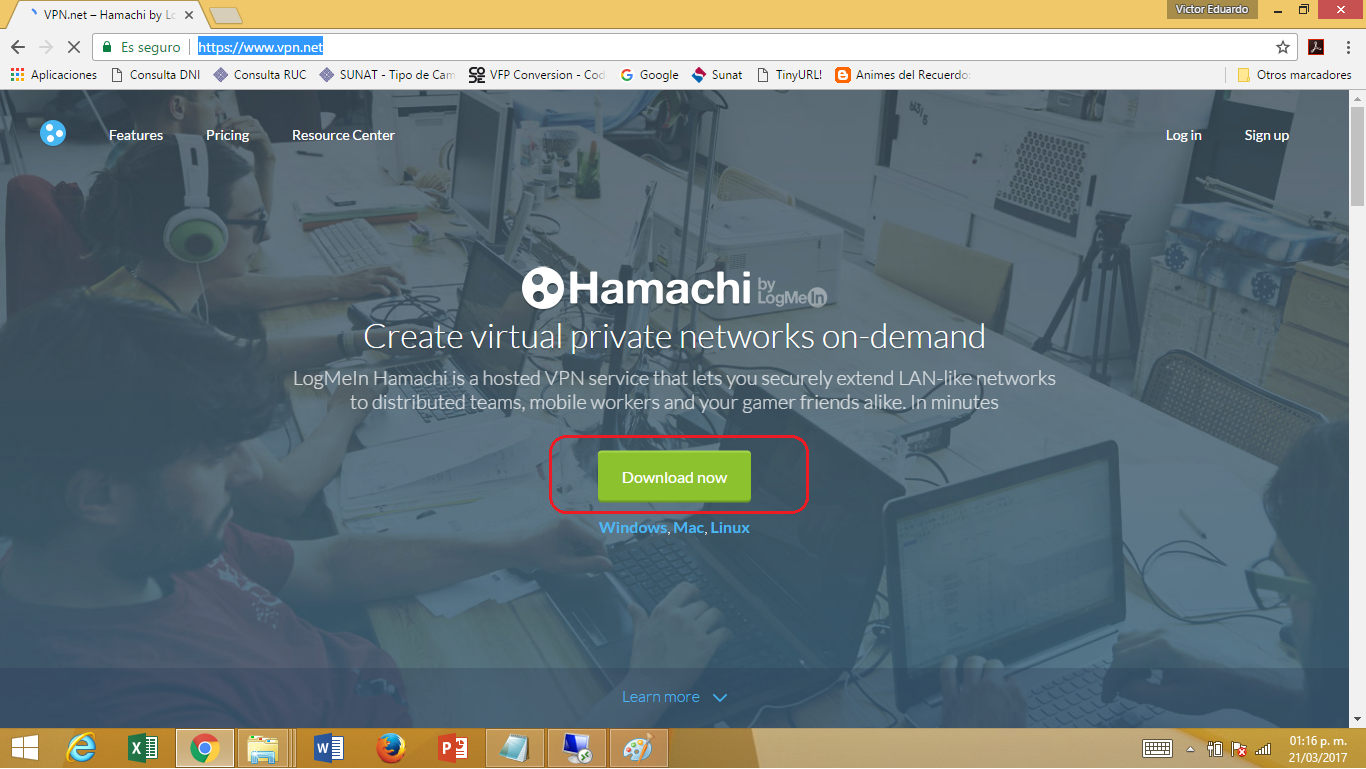 VPN.net – Hamachi by Lo
Victor Eduardo
Es seguro
https://www.vpn.net
Aplicaciones
Consulta DNI
Consulta RUC
SUNAT - Tipo de Cam
VFP Conversion - Cod
Google
Sunat
TinyURL!
Animes del Recuerdo:
Otros marcadores
Features
Pricing
Resource Center
Log in
Sign up
Hamachi by LogMeIn
Create virtual private networks on-demand
LogMeIn Hamachi is a hosted VPN service that lets you securely extend LAN-like networks
to distributed teams, mobile workers and your gamer friends alike. In minutes
Download now
Windows, Mac, Linux
Learn more
01:16 p. m.
21/03/2017